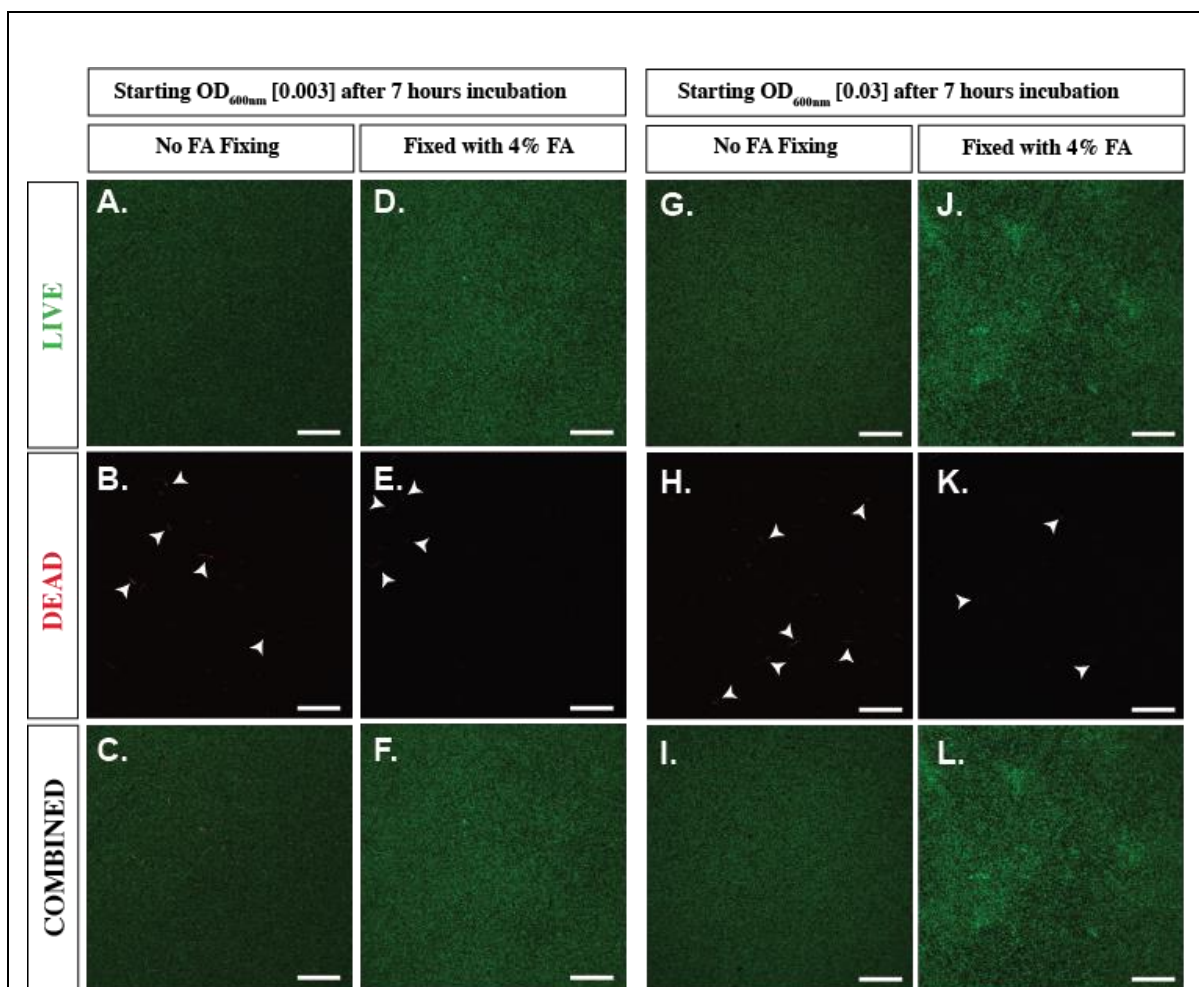 Starting OD600nm [0.003] after 7 hours incubation
Starting OD600nm [0.03] after 7 hours incubation
No FA Fixing
Fixed with 4% FA
No FA Fixing
Fixed with 4% FA
LIVE
A.
D.
G.
J.
DEAD
B.
E.
H.
K.
COMBINED
C.
F.
I.
L.